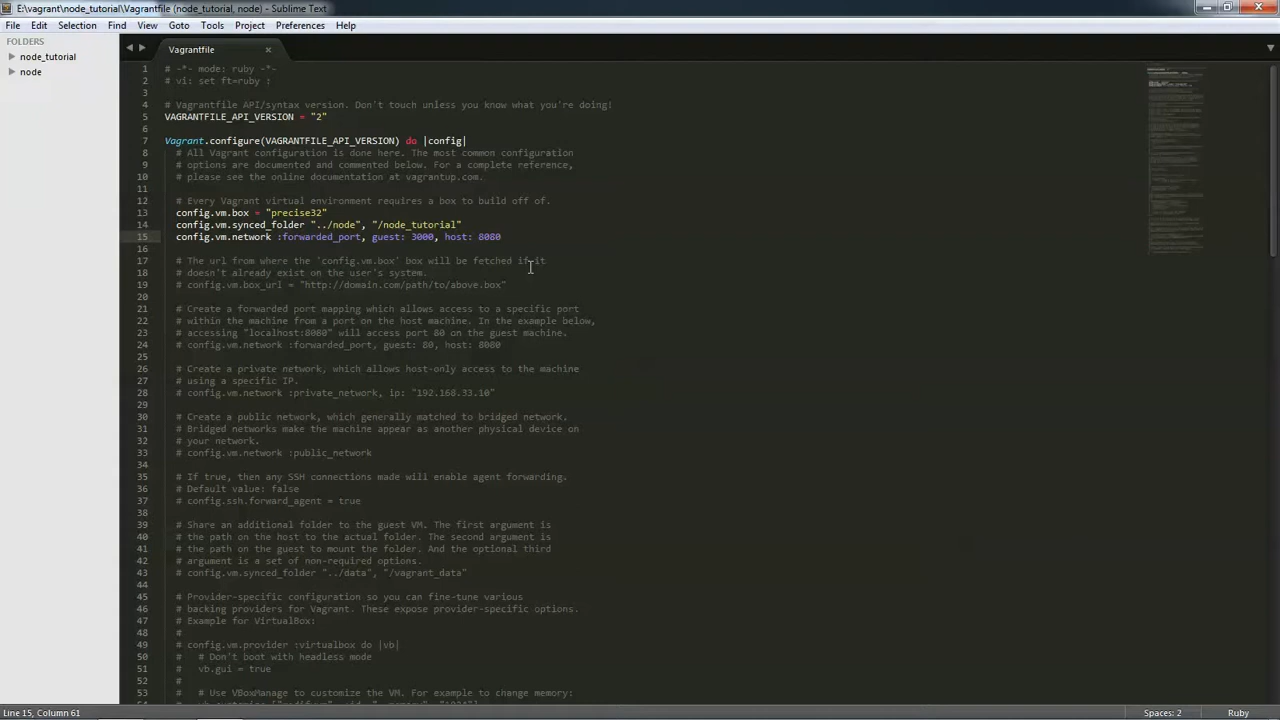 E:\vagrant\node_tutorial\Vagrantfile (node_tutorial, node) - Sublime Text
File Edit Selection Find View Goto Tools Project Preferences Help
FOLDERS
node_tutorial
node
Vagrantfile
1 # -*- mode: ruby -*-
2 # vi: set ft=ruby :
3
4 # Vagrantfile API/syntax version. Don't touch unless you know what you're doing!
5 VAGRANTFILE_API_VERSION = "2"
6
7 Vagrant.configure(VAGRANTFILE_API_VERSION) do |config|
8 # All Vagrant configuration is done here. The most common configuration
9 # options are documented and commented below. For a complete reference,
10 # please see the online documentation at vagrantup.com.
11
12 # Every Vagrant virtual environment requires a box to build off of.
13 config.vm.box = "precise32"
14 config.vm.synced_folder "../node", "/node_tutorial"
15 config.vm.network :forwarded_port, guest: 3000, host: 8080
16
17 # The url from where the 'config.vm.box' box will be fetched if it
18 # doesn't already exist on the user's system.
19 # config.vm.box_url = "http://domain.com/path/to/above.box"
20
21 # Create a forwarded port mapping which allows access to a specific port
22 # within the machine from a port on the host machine. In the example below,
23 # accessing "localhost:8080" will access port 80 on the guest machine.
24 # config.vm.network :forwarded_port, guest: 80, host: 8080
25
26 # Create a private network, which allows host-only access to the machine
27 # using a specific IP.
28 # config.vm.network :private_network, ip: "192.168.33.10"
29
30 # Create a public network, which generally matched to bridged network.
31 # Bridged networks make the machine appear as another physical device on
32 # your network.
33 # config.vm.network :public_network
34
35 # If true, then any SSH connections made will enable agent forwarding.
36 # Default value: false
37 # config.ssh.forward_agent = true
38
39 # Share an additional folder to the guest VM. The first argument is
40 # the path on the host to the actual folder. The second argument is
41 # the path on the guest to mount the folder. And the optional third
42 # argument is a set of non-required options.
43 # config.vm.synced_folder "../data", "/vagrant_data"
44
45 # Provider-specific configuration so you can fine-tune various
46 # backing providers for Vagrant. These expose provider-specific options.
47 # Example for VirtualBox:
48 #
49 # config.vm.provider :virtualbox do |vb|
50 # # Don't boot with headless mode
51 # vb.gui = true
52 #
53 # # Use VBoxManage to customize the VM. For example to change memory:
Line 15, Column 61
Spaces: 2
Ruby